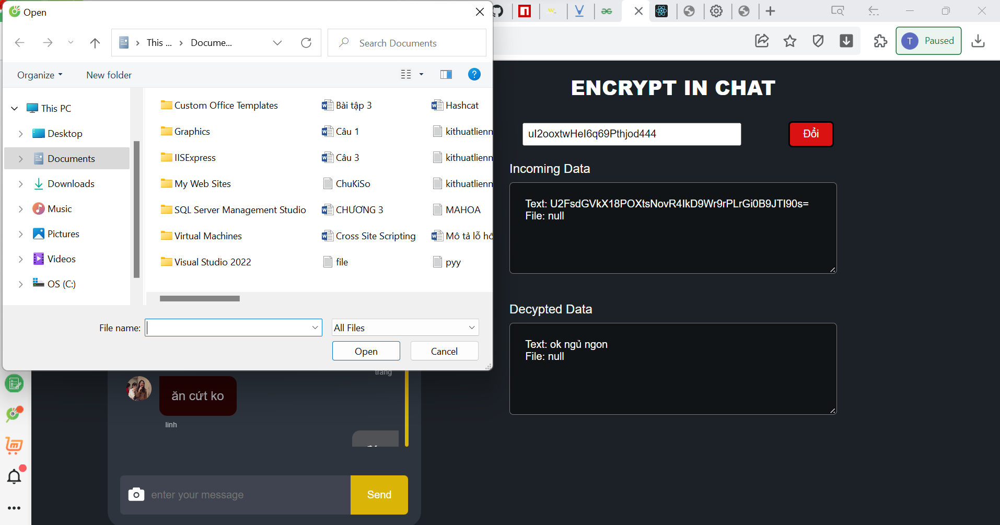 Open
This ... > Docume...
Search Documents
Organize
New folder
This PC
Desktop
Documents
Downloads
Music
Pictures
Videos
OS (C:)
Custom Office Templates
Graphics
IISExpress
My Web Sites
SQL Server Management Studio
Virtual Machines
Visual Studio 2022
Bài tập 3
Câu 1
Câu 3
ChuKiSo
CHƯƠNG 3
Cross Site Scripting
file
Hashcat
kithuatlienn
kithuatlienn
kithuatlienn
MAHOA
Mô tả lỗ hổ
pyy
File name:
All Files
Open
Cancel
T Paused
ENCRYPT IN CHAT
uI2ooxtwHeI6q69Pthjod444
Đổi
Incoming Data
Text: U2FsdGVkX18POXtsNovR4IkD9Wr9rPLrGi0B9JTI90s=
File: null
Decypted Data
Text: ok ngủ ngon
File: null
trang
ăn cứt ko
linh
enter your message
Send